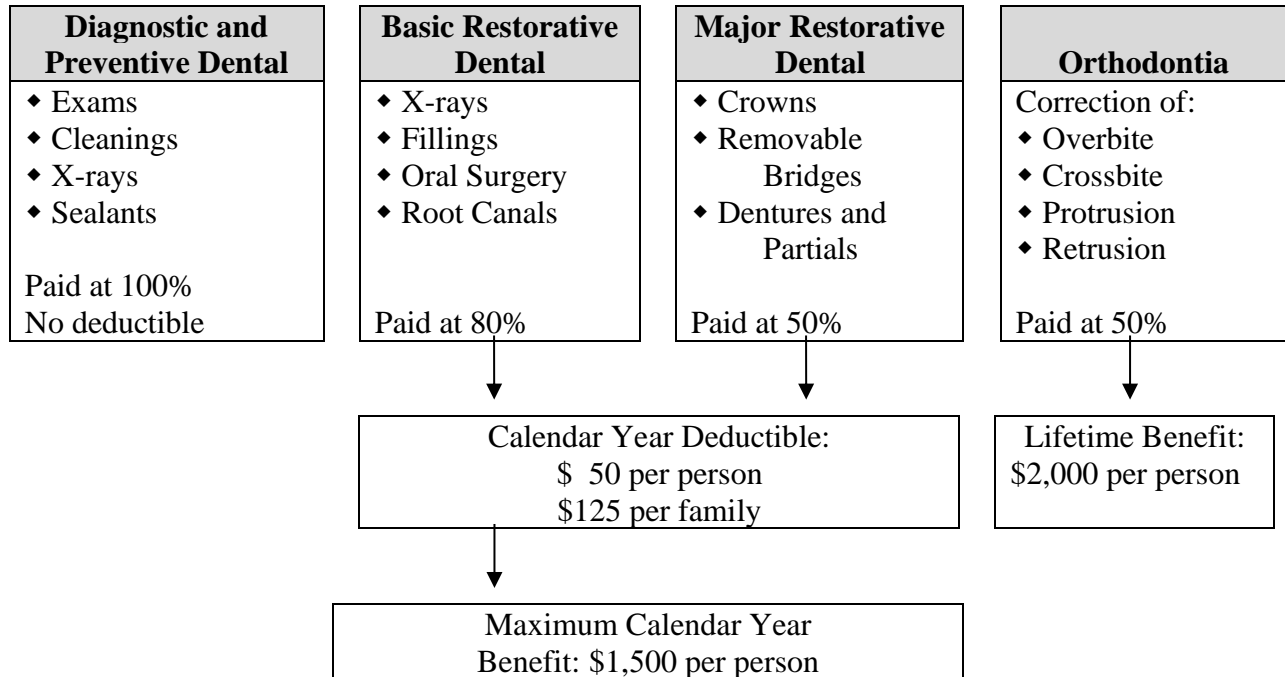 Diagnostic and
Preventive Dental
◆ Exams
◆ Cleanings
◆ X-rays
◆ Sealants
Paid at 100%
No deductible
Basic Restorative
Dental
◆ X-rays
◆ Fillings
◆ Oral Surgery
◆ Root Canals
Paid at 80%
Major Restorative
Dental
◆ Crowns
◆ Removable
Bridges
◆ Dentures and
Partials
Paid at 50%
Orthodontia
Correction of:
◆ Overbite
◆ Crossbite
◆ Protrusion
◆ Retrusion
Paid at 50%
Calendar Year Deductible:
$ 50 per person
$125 per family
Lifetime Benefit:
$2,000 per person
Maximum Calendar Year
Benefit: $1,500 per person